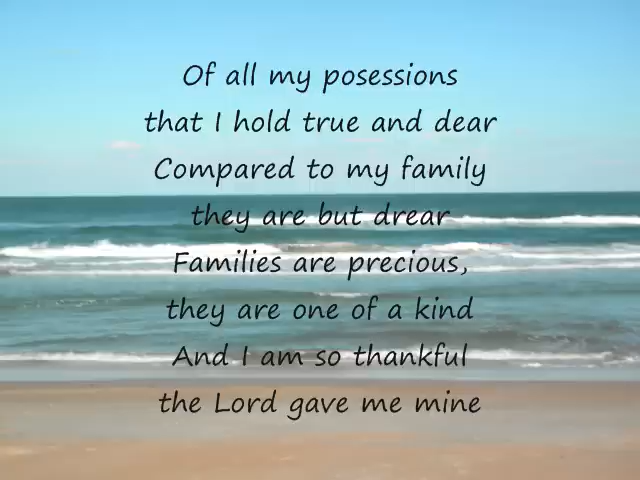 Of all my posessions
that I hold true and dear
Compared to my family
they are but drear
Families are precious,
they are one of a kind
And I am so thankful
the Lord gave me mine